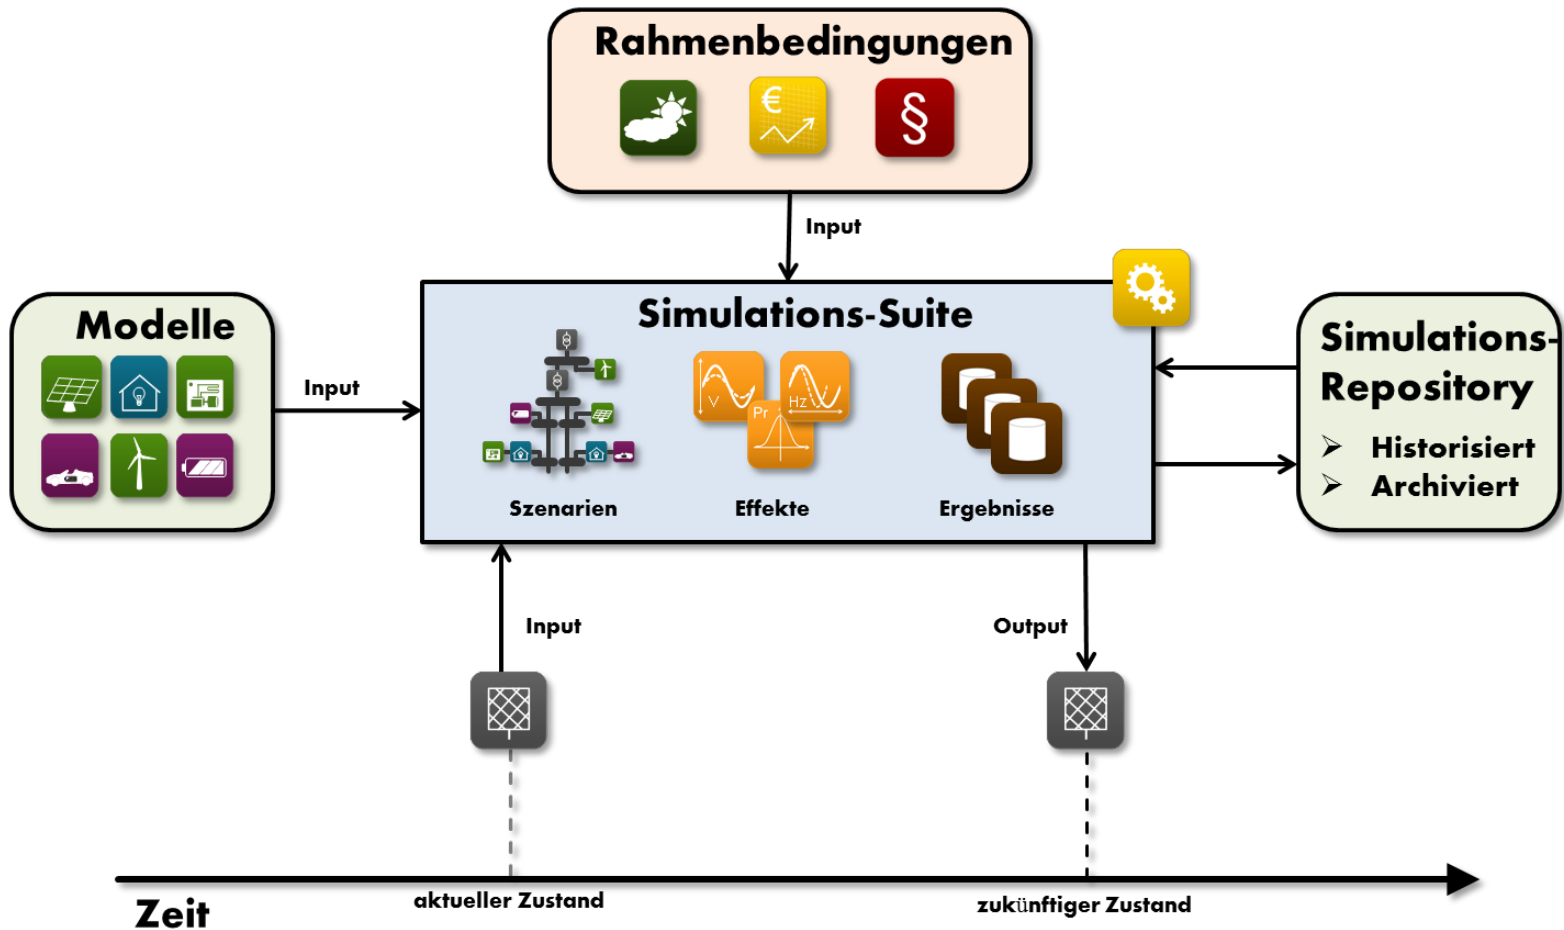 Rahmenbedingungen
€
§
Input
Simulations-Suite
Modelle
Input
V
Hz
Pr
Szenarien
Effekte
Ergebnisse
Simulations-
Repository
➢ Historisiert
➢ Archiviert
Input
Output
aktueller Zustand
zukünftiger Zustand
Zeit